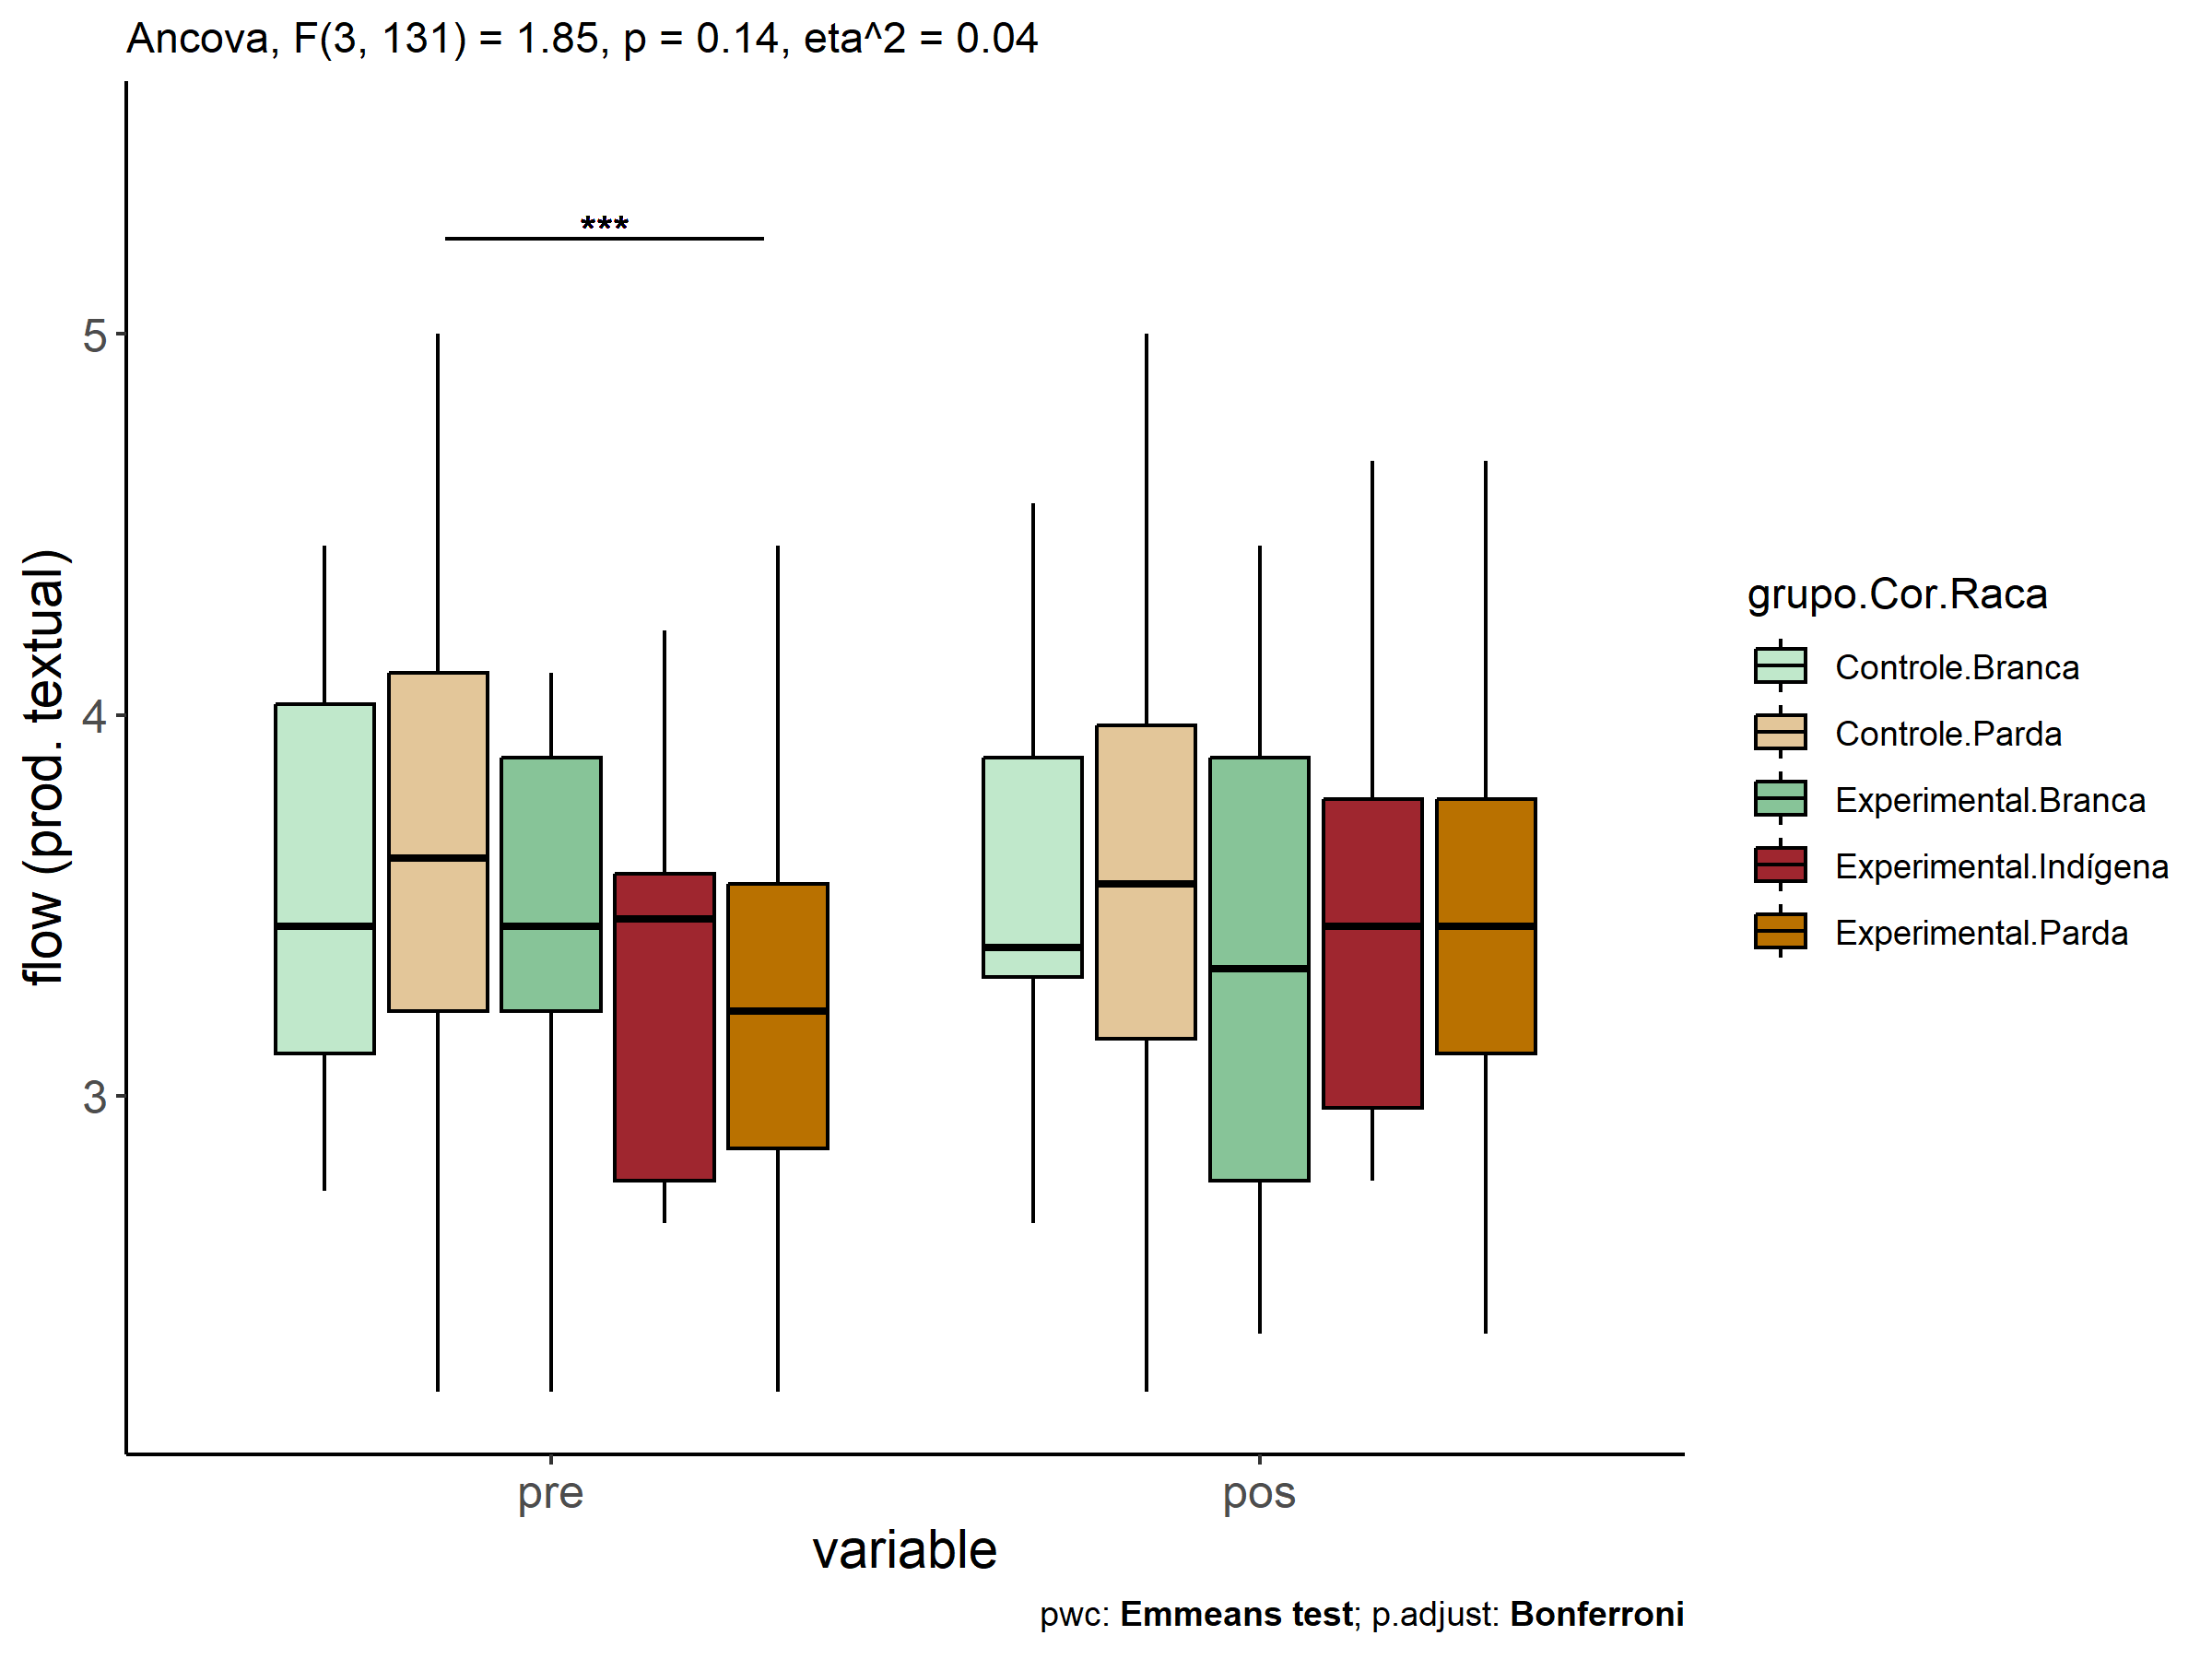 Ancova, F(3, 131) = 1.85, p = 0.14, eta^2 = 0.04
***
5
4
3
flow (prod. textual)
pre
pos
variable
grupo.Cor.Raca
Controle.Branca
Controle.Parda
Experimental.Branca
Experimental.Indígena
Experimental.Parda
pwc: Emmeans test; p.adjust: Bonferroni